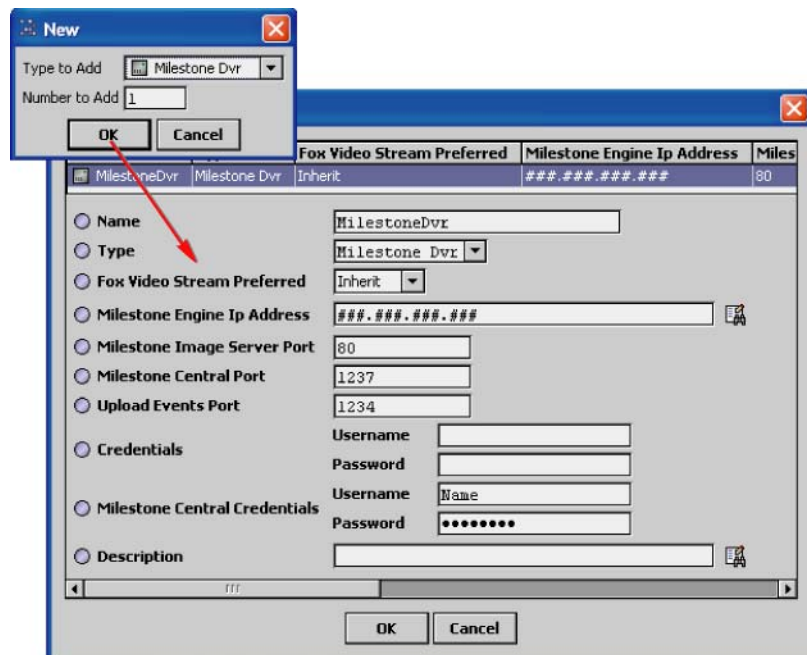 New
Type to Add Milestone Dvr
Number to Add 1
OK Cancel
Fox Video Stream Preferred Milestone Engine Ip Address Miles
MilestoneDvr Milestone Dvr Inherit ###.###.###.### 80
Name MilestoneDvr
Type Milestone Dvr
Fox Video Stream Preferred Inherit
Milestone Engine Ip Address ###.###.###.###
Milestone Image Server Port 80
Milestone Central Port 1237
Upload Events Port 1234
Credentials
Username
Password
Milestone Central Credentials
Username Name
Password ••••••••
Description
OK Cancel